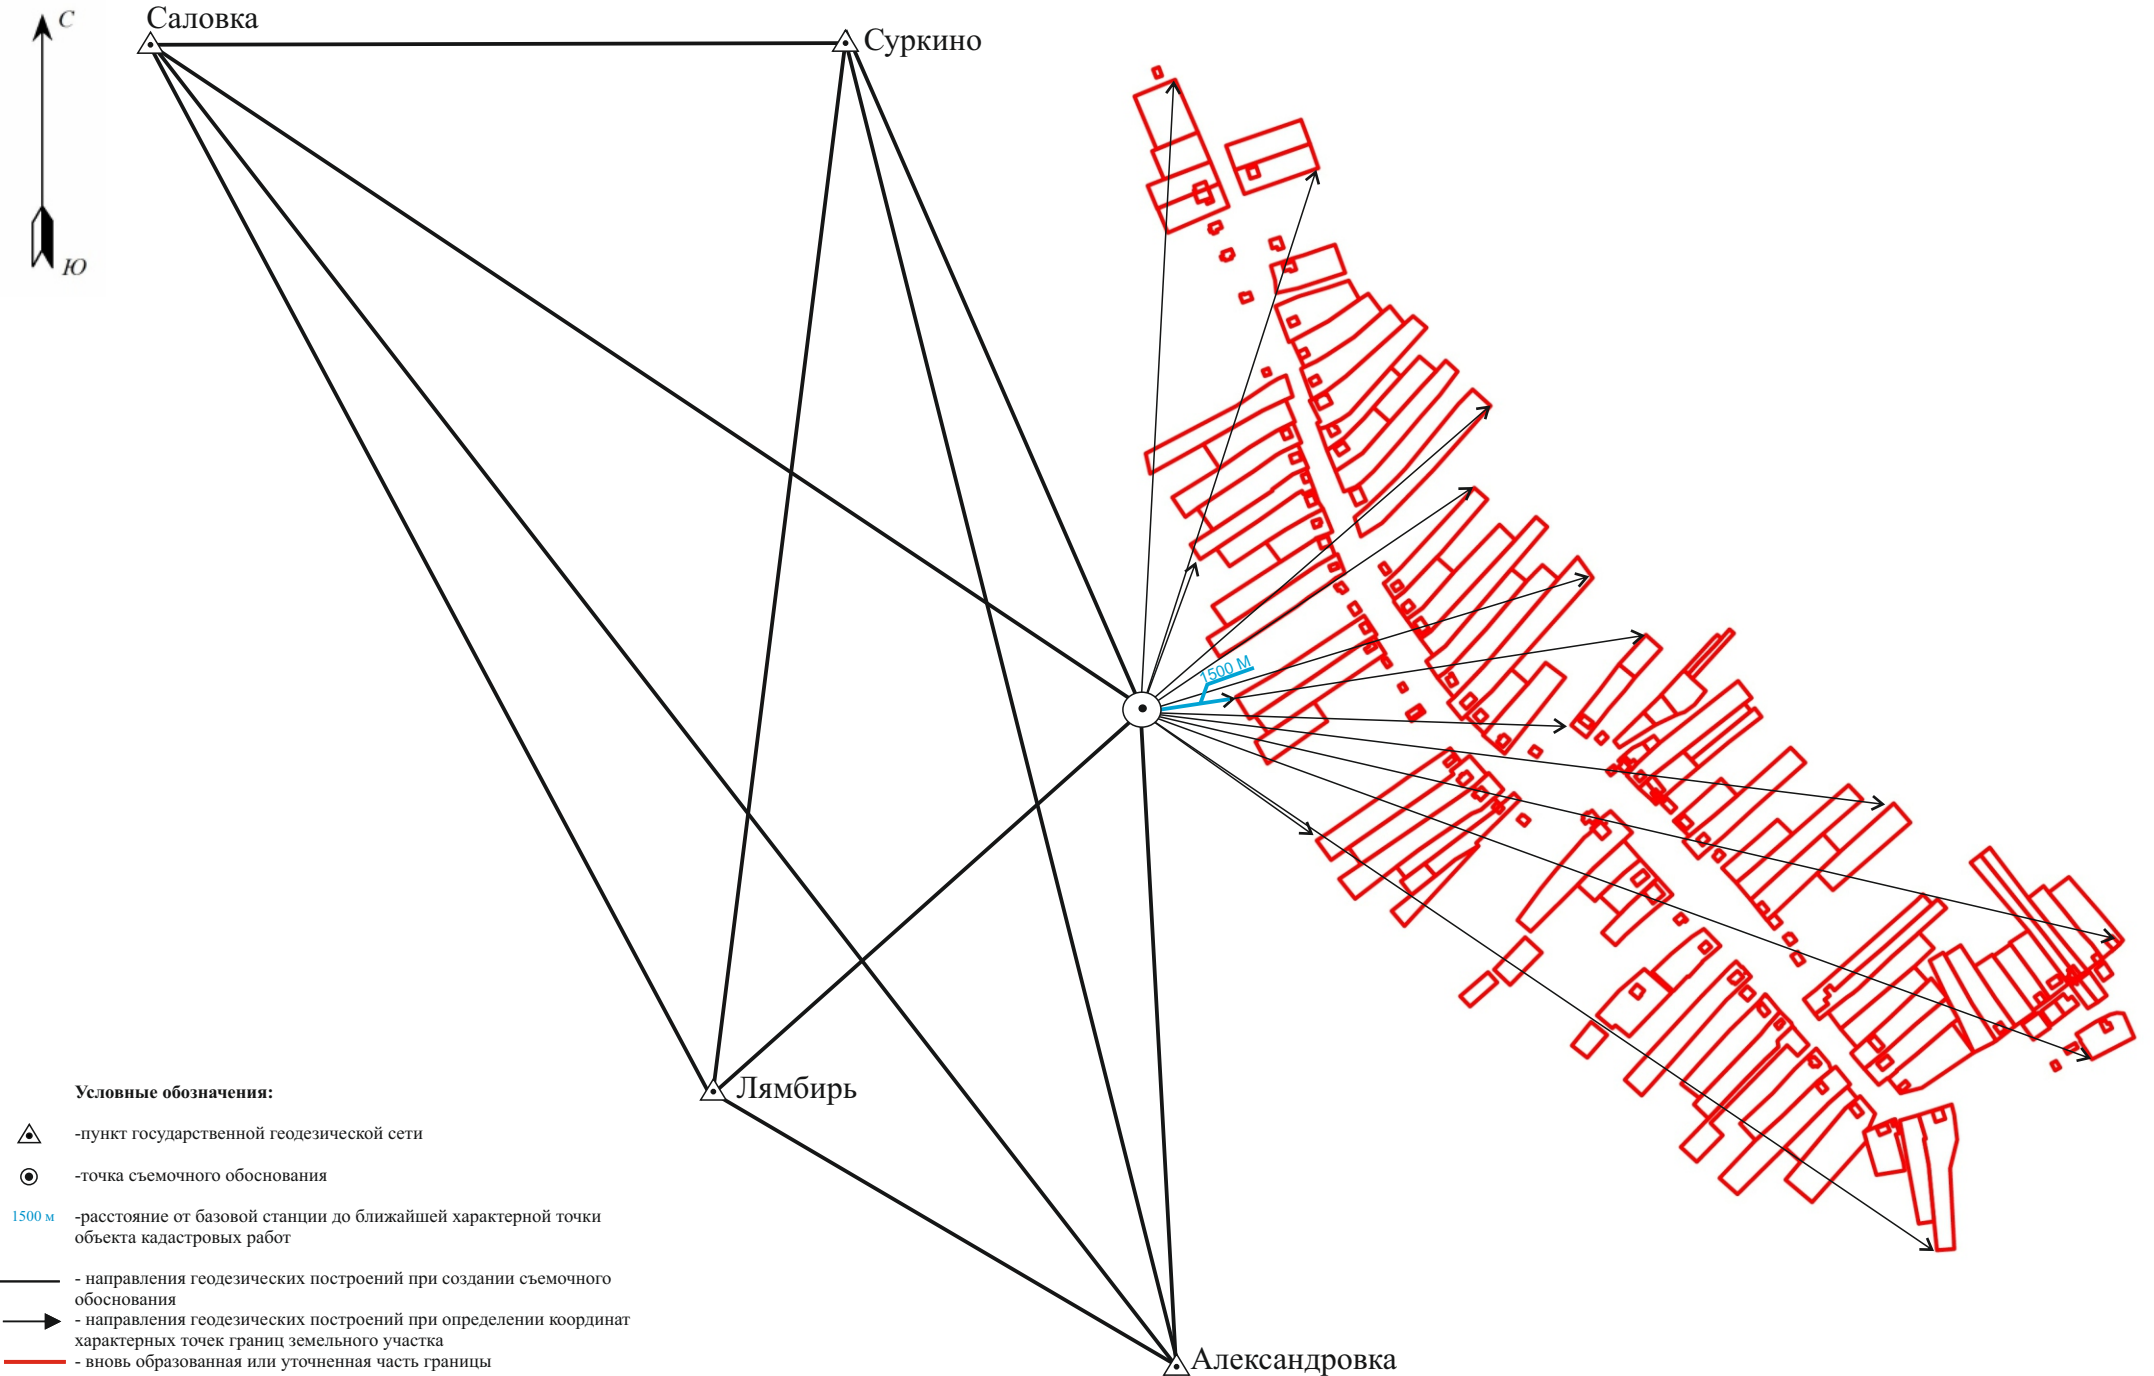 С
Саловка
Суркино
Ю
1500 М
Лямбирь
Условные обозначения:
-пункт государственной геодезической сети
-точка съемочного обоснования
1500 м -расстояние от базовой станции до ближайшей характерной точки
объекта кадастровых работ
- направления геодезических построений при создании съемочного
обоснования
- направления геодезических построений при определении координат
характерных точек границ земельного участка
- вновь образованная или уточненная часть границы
Александровка